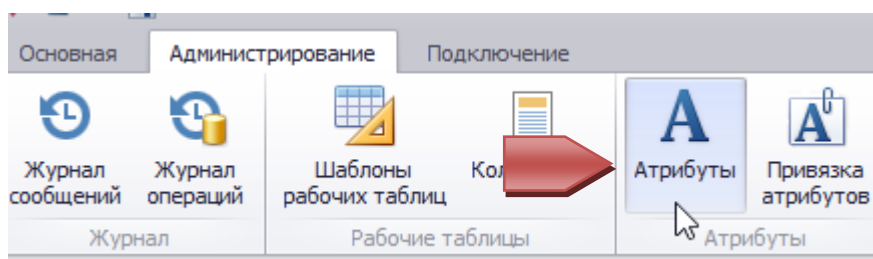 Основная Администрирование Подключение
Журнал сообщений
Журнал операций
Шаблоны рабочих таблиц
Атрибуты
Привязка атрибутов
Журнал
Рабочие таблицы
Атрибуты